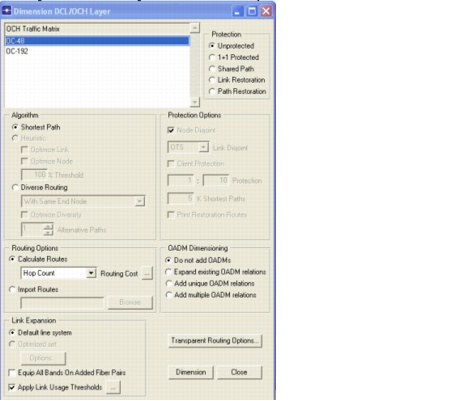 Dimension DCL/OCH Layer
OCH Traffic Matrix
OC-48
OC-192
Protection
Unprotected
1+1 Protected
Shared Path
Link Restoration
Path Restoration
Algorithm
Shortest Path
Heuristic
Optimize Link
Optimize Node
100 % Threshold
Diverse Routing
With Same End Node
Optimize Diversity
1 Alternative Paths
Protection Options
Node Disjoint
OTS Link Disjoint
Client Protection
1 : 10 Protection
5 K Shortest Paths
Print Restoration Routes
Routing Options
Calculate Routes
Hop Count Routing Cost ...
Import Routes
Browse
OADM Dimensioning
Do not add OADMs
Expand existing OADM relations
Add unique OADM relations
Add multiple OADM relations
Link Expansion
Default line system
Optimized set
Options...
Equip All Bands On Added Fiber Pairs
Apply Link Usage Thresholds ...
Transparent Routing Options...
Dimension Close